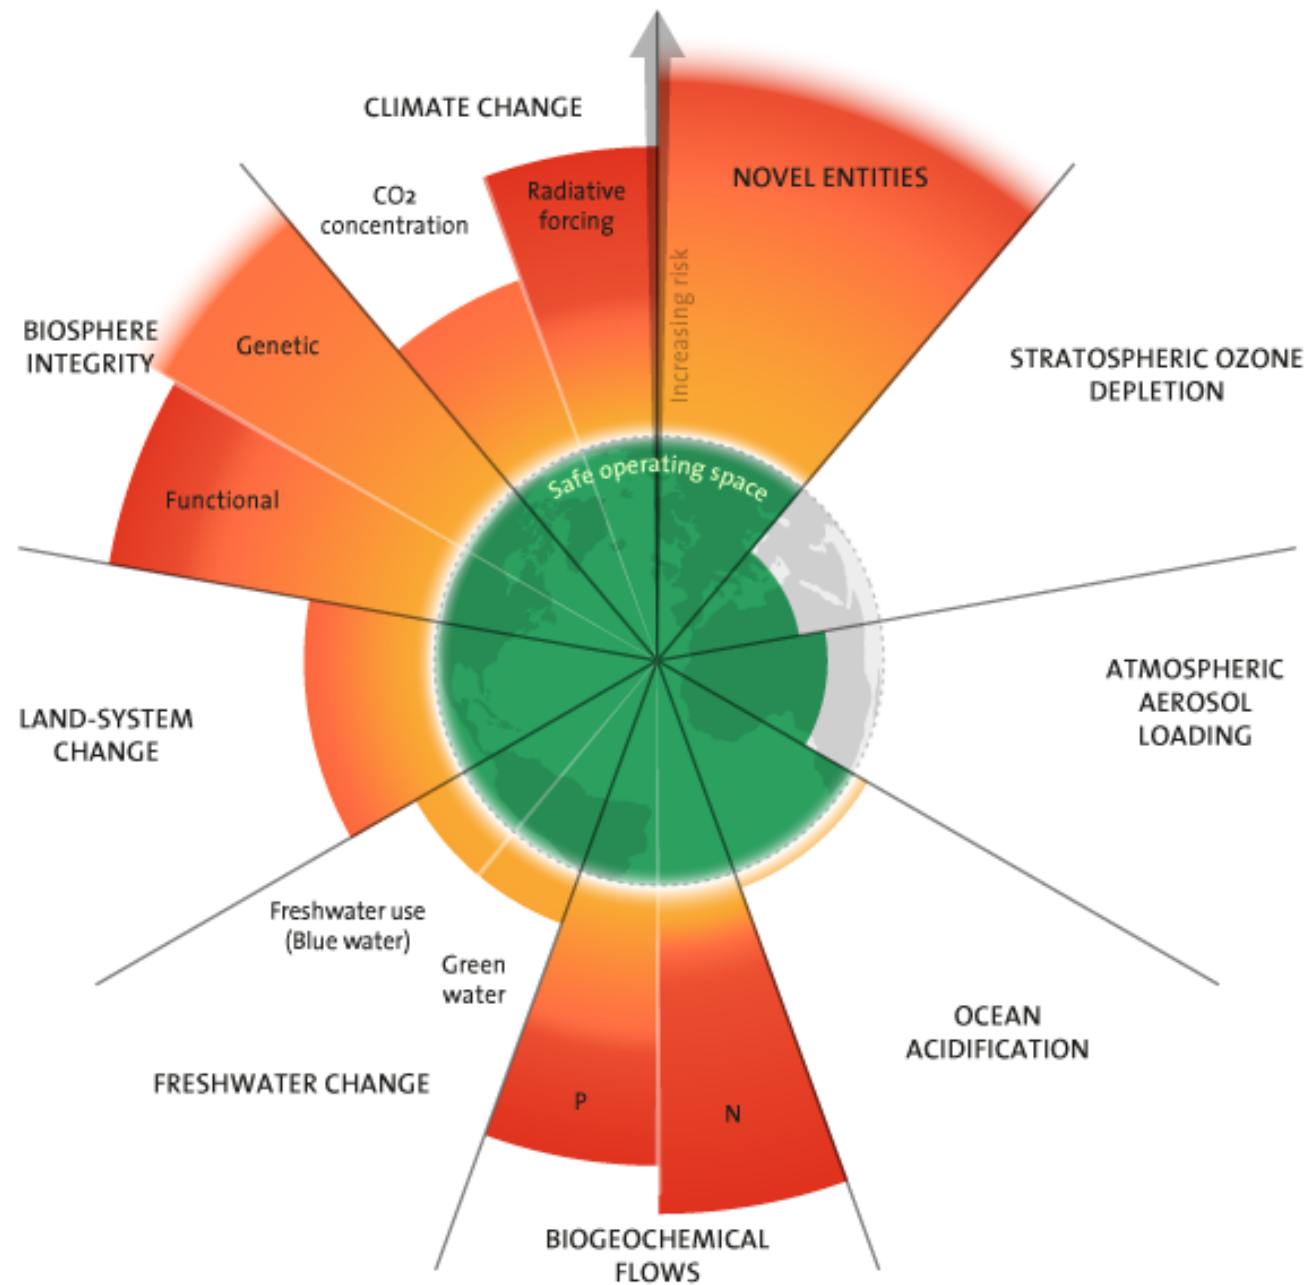 CLIMATE CHANGE
CO2
concentration
Radiative
forcing
NOVEL ENTITIES
Increasing risk
BIOSPHERE
INTEGRITY
Genetic
Functional
STRATOSPHERIC OZONE
DEPLETION
Safe operating space
LAND-SYSTEM
CHANGE
ATMOSPHERIC
AEROSOL
LOADING
Freshwater use
(Blue water)
Green
water
FRESHWATER CHANGE
P
N
OCEAN
ACIDIFICATION
BIOGEOCHEMICAL
FLOWS